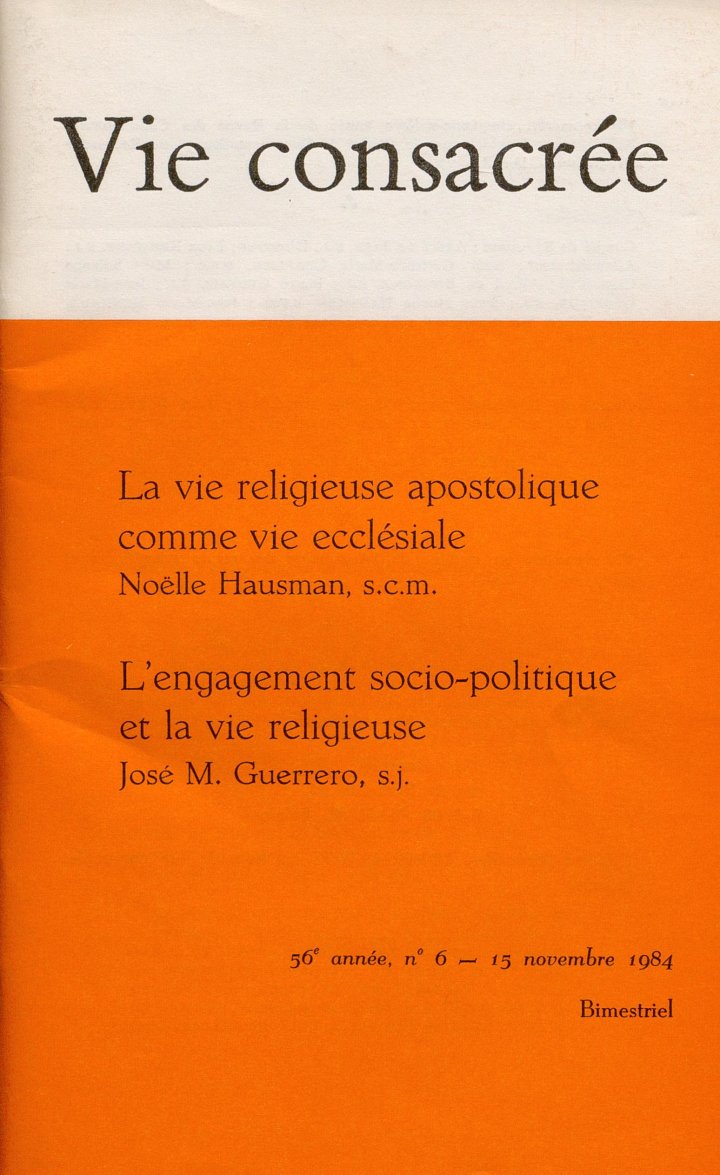 Vie consacrée
La vie religieuse apostolique
comme vie ecclésiale
Noëlle Hausman, s.c.m.
L'engagement socio-politique
et la vie religieuse
José M. Guerrero, s.j.
56e année, no 6 — 15 novembre 1984
Bimestriel